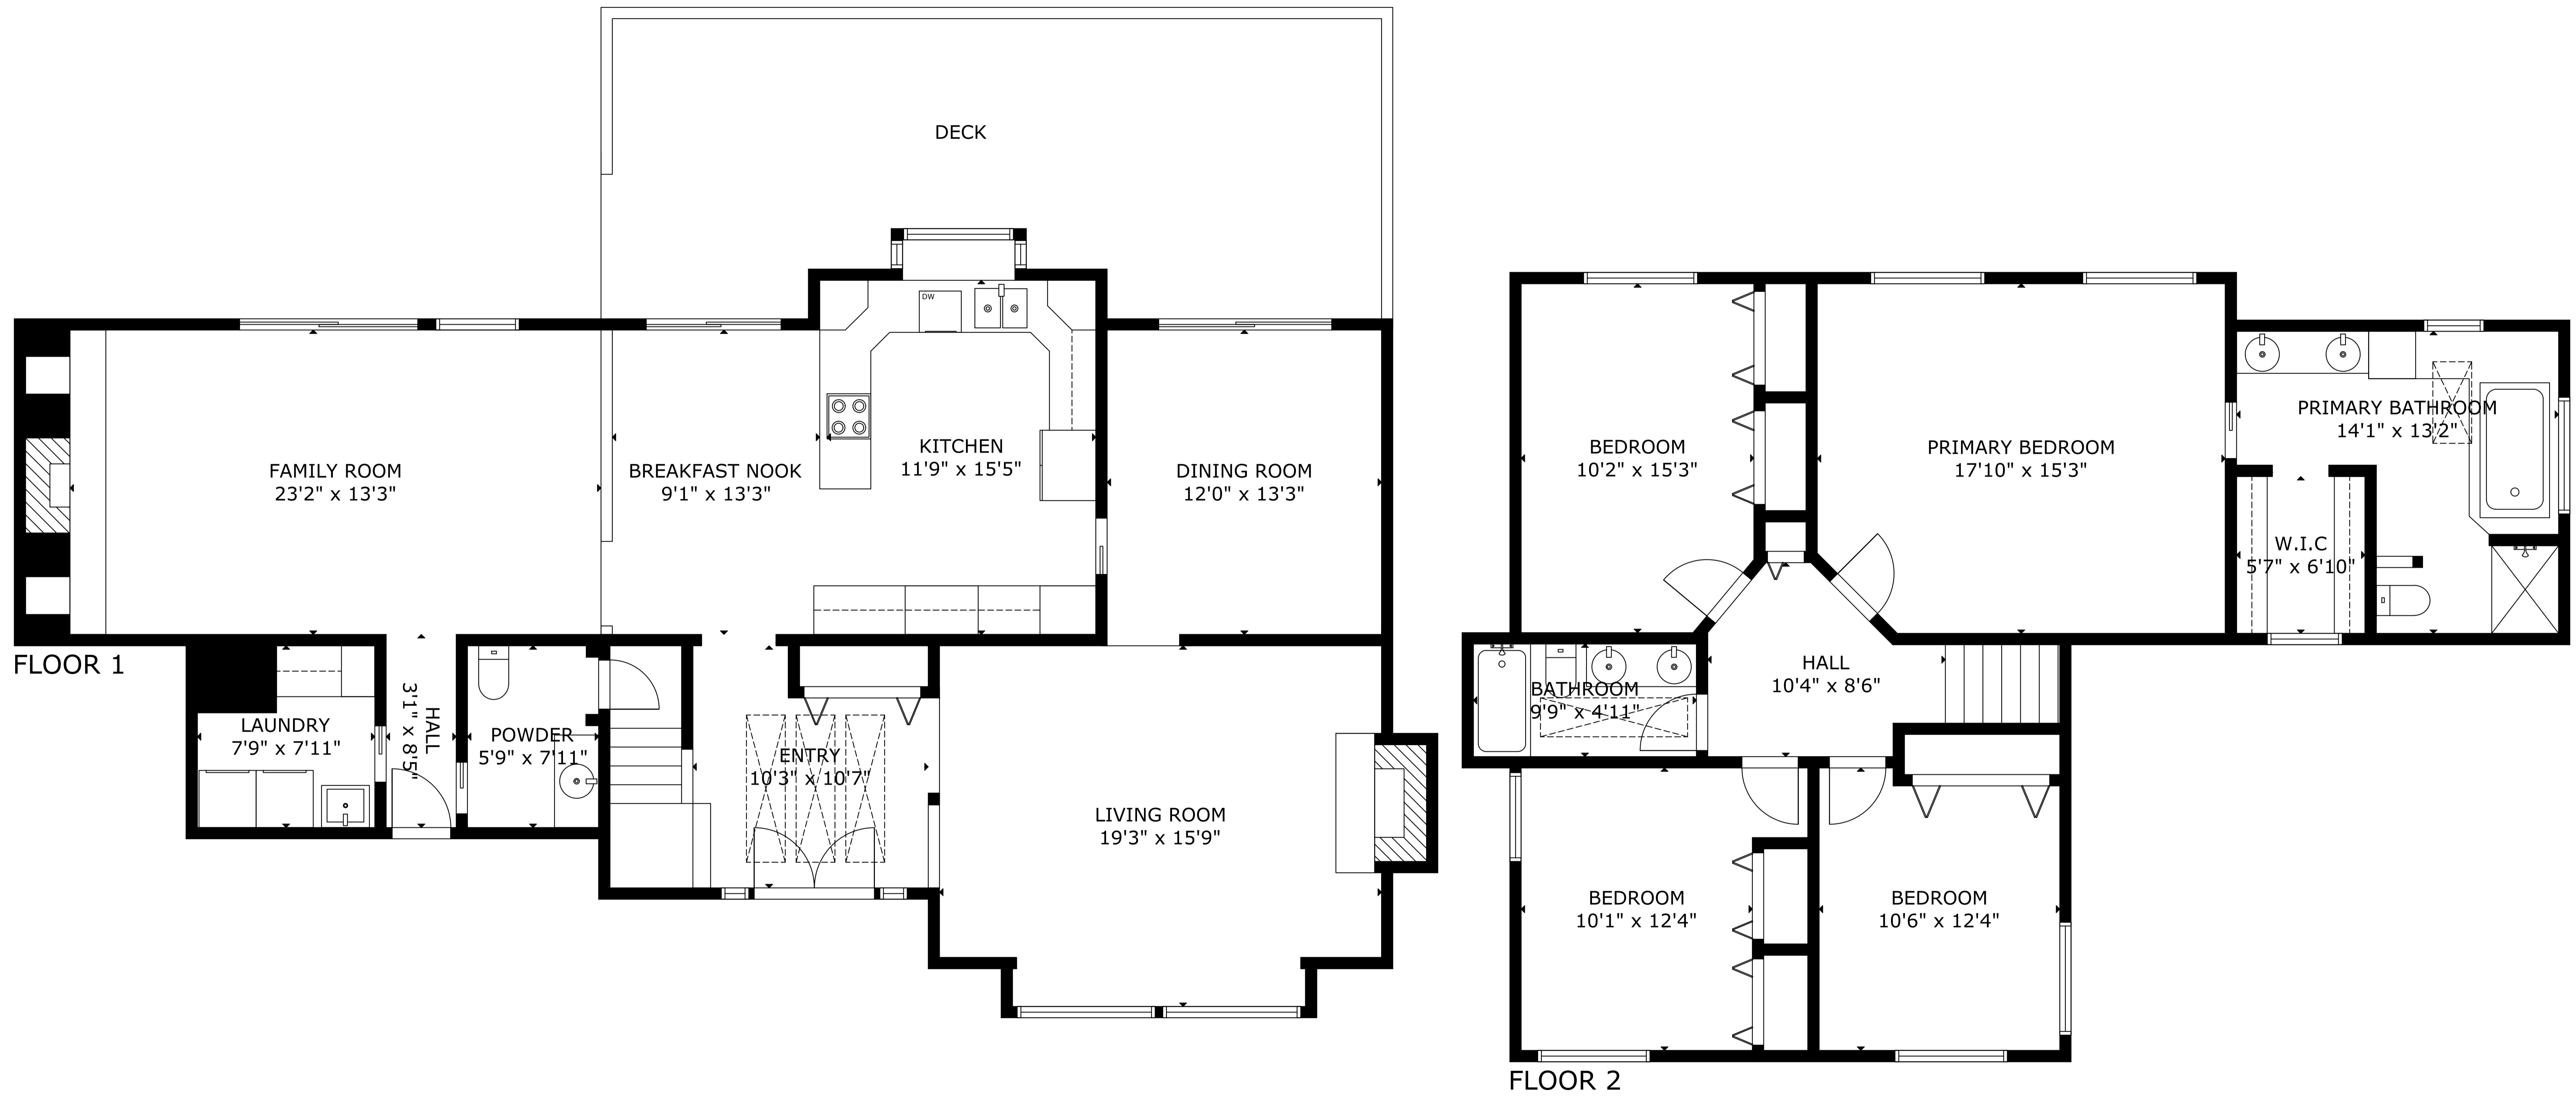 DECK
DW
KITCHEN
11'9" x 15'5"
FAMILY ROOM
23'2" x 13'3"
BREAKFAST NOOK
9'1" x 13'3"
DINING ROOM
12'0" x 13'3"
FLOOR 1
LAUNDRY
7'9" x 7'11"
HALL
3'1" x 8'5"
POWDER
5'9" x 7'11"
ENTRY
10'3" x 10'7"
LIVING ROOM
19'3" x 15'9"
BEDROOM
10'2" x 15'3"
PRIMARY BEDROOM
17'10" x 15'3"
PRIMARY BATHROOM
14'1" x 13'2"
W.I.C
5'7" x 6'10"
HALL
10'4" x 8'6"
BATHROOM
9'9" x 4'11"
BEDROOM
10'1" x 12'4"
BEDROOM
10'6" x 12'4"
FLOOR 2